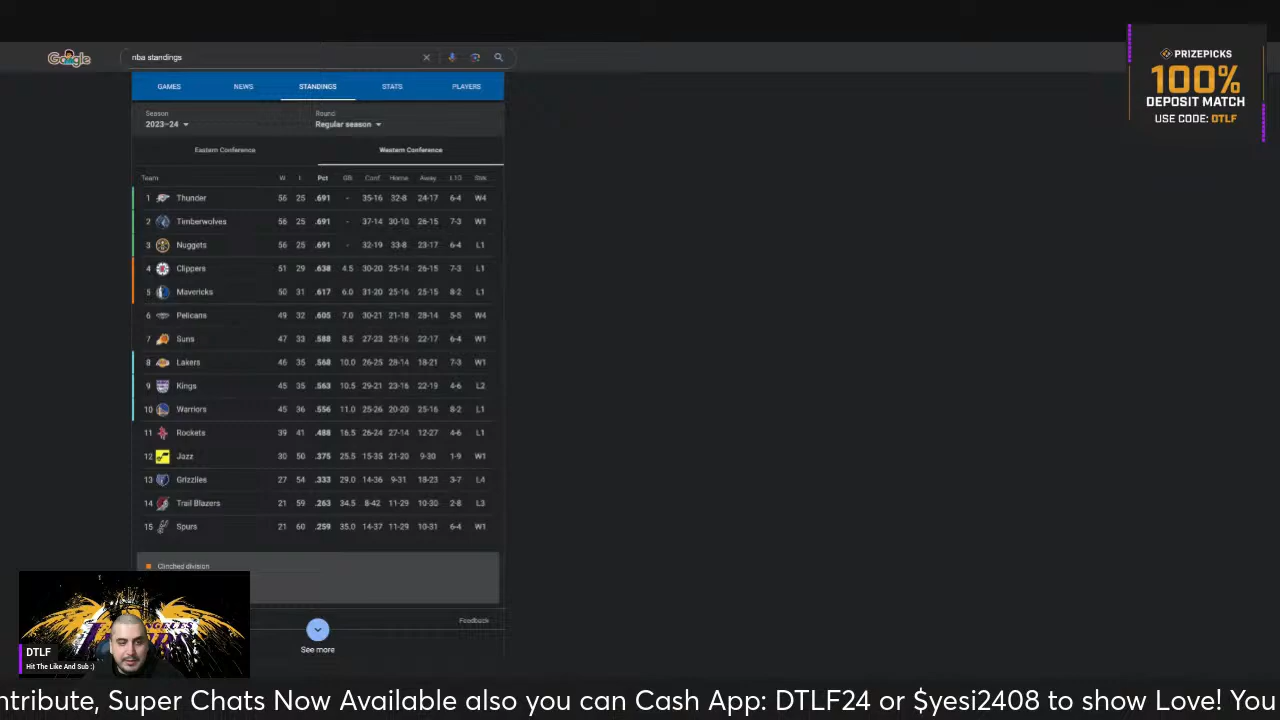 Google
nba standings
GAMES NEWS STANDINGS STATS PLAYERS
Season Round
2023–24 Regular season
Eastern Conference Western Conference
Team W L Pct GB Conf Home Away L10 Strk
1 Thunder 56 25 .691 - 35-16 32-8 24-17 6-4 W4
2 Timberwolves 56 25 .691 - 37-14 30-10 26-15 7-3 W1
3 Nuggets 56 25 .691 - 32-19 33-8 23-17 6-4 L1
4 Clippers 51 29 .638 4.5 30-20 25-14 26-15 7-3 L1
5 Mavericks 50 31 .617 6.0 31-20 25-16 25-15 8-2 L1
6 Pelicans 49 32 .605 7.0 30-21 21-18 28-14 5-5 W4
7 Suns 47 33 .588 8.5 27-23 25-16 22-17 6-4 W1
8 Lakers 46 35 .568 10.0 26-25 28-14 18-21 7-3 W1
9 Kings 45 35 .563 10.5 29-21 23-16 22-19 4-6 L2
10 Warriors 45 36 .556 11.0 25-26 20-20 25-16 8-2 L1
11 Rockets 39 41 .488 16.5 26-24 27-14 12-27 4-6 L1
12 Jazz 30 50 .375 25.5 15-35 21-20 9-30 1-9 W1
13 Grizzlies 27 54 .333 29.0 14-36 9-31 18-23 3-7 L4
14 Trail Blazers 21 59 .263 34.5 8-42 11-29 10-30 2-8 L3
15 Spurs 21 60 .259 35.0 14-37 11-29 10-31 6-4 W1
Clinched division
Feedback
See more
PRIZEPICKS
100%
DEPOSIT MATCH
USE CODE: DTLF
DTLF
Hit The Like And Sub :)
ntribute, Super Chats Now Available also you can Cash App: DTLF24 or $yesi2408 to show Love! You